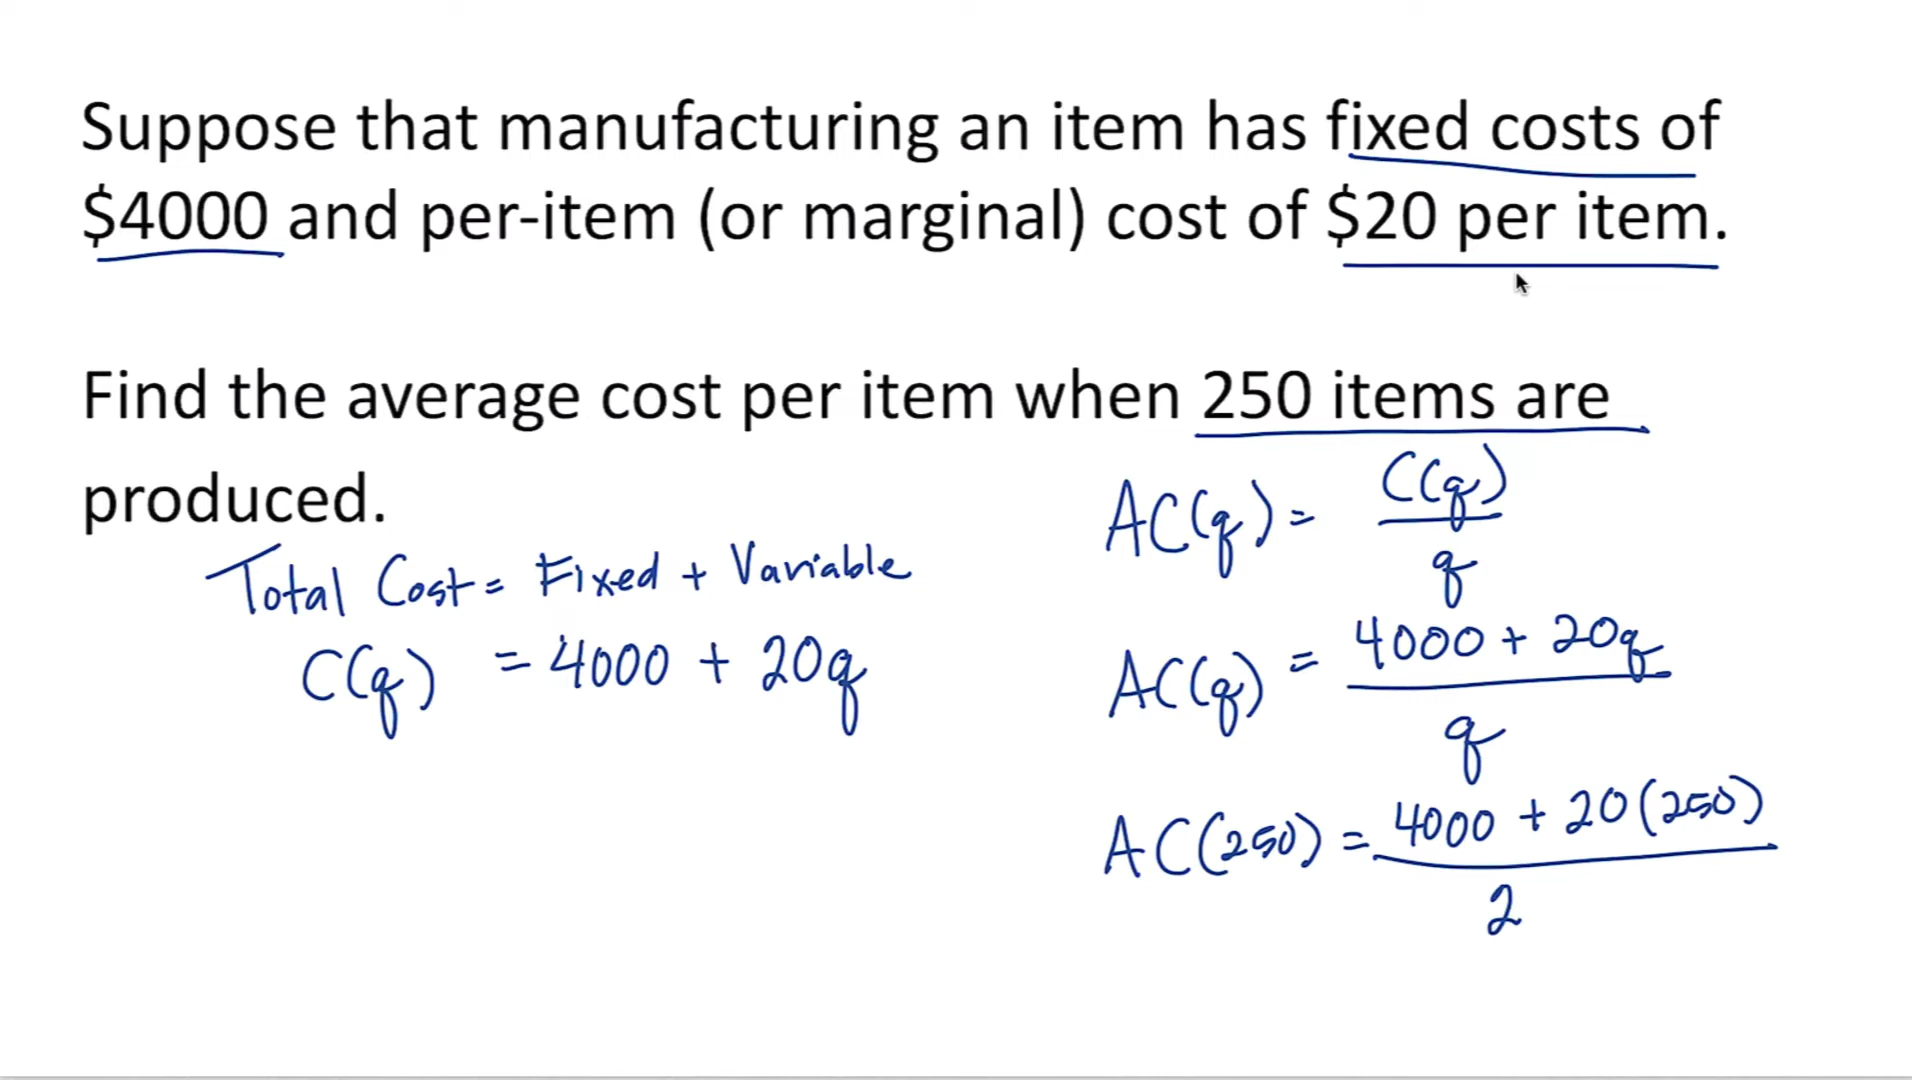 Suppose that manufacturing an item has fixed costs of
$4000 and per-item (or marginal) cost of $20 per item.
Find the average cost per item when 250 items are
produced.
Total Cost = Fixed + Variable
C(q) = 4000 + 20q
AC(q) = C(q)
q
AC(q) = 4000 + 20q
q
AC(250) = 4000 + 20(250)
2